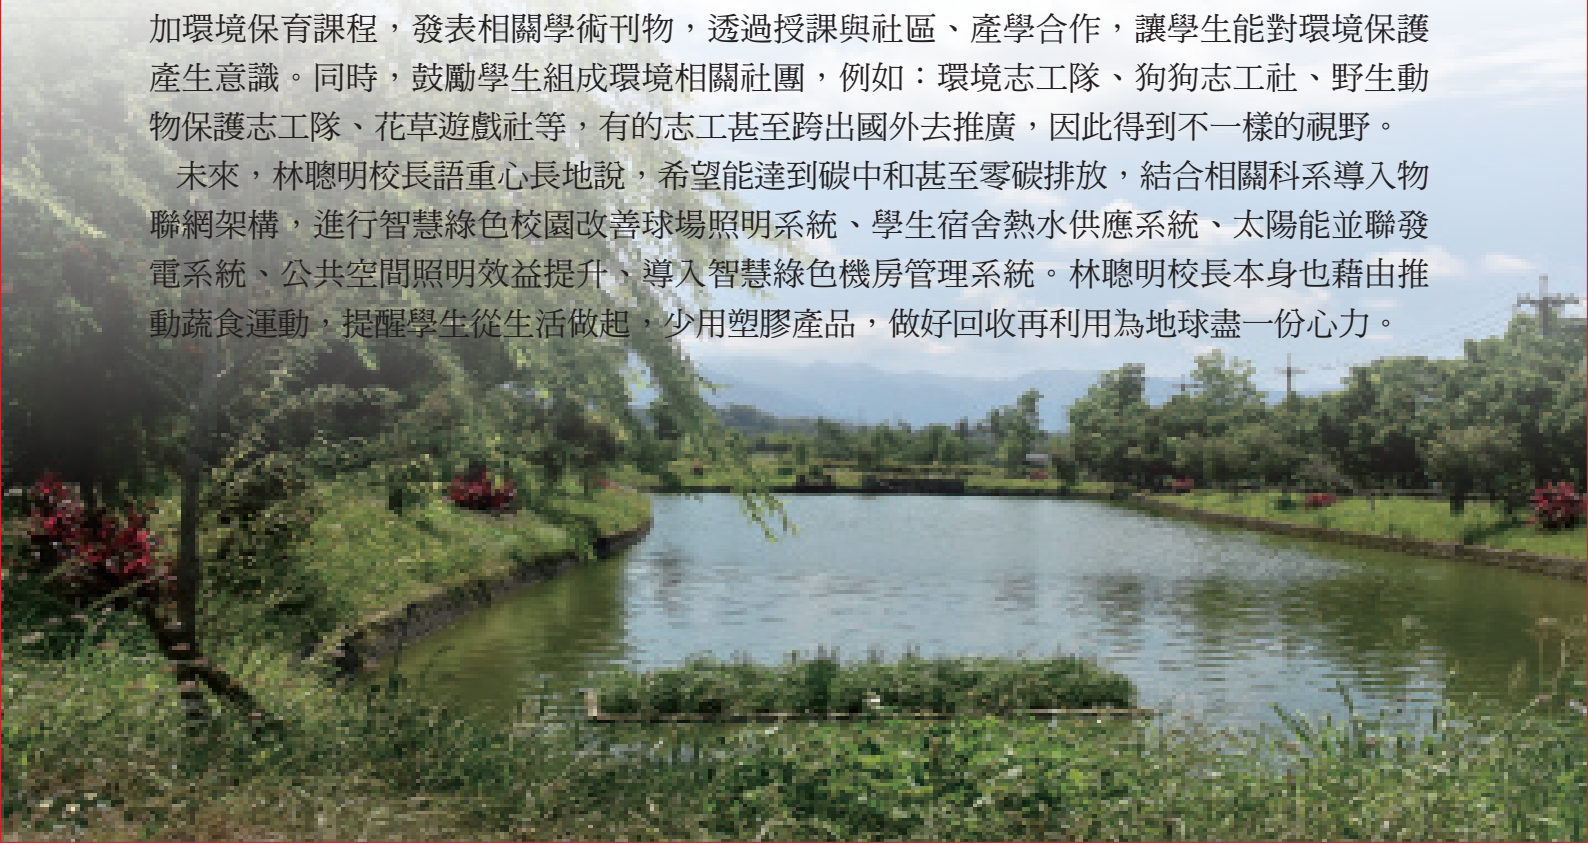 加環境保育課程，發表相關學術刊物，透過授課與社區、產學合作，讓學生能對環境保護
產生意識。同時，鼓勵學生組成環境相關社團，例如：環境志工隊、狗狗志工社、野生動
物保護志工隊、花草遊戲社等，有的志工甚至跨出國外去推廣，因此得到不一樣的視野。
未來，林聰明校長語重心長地說，希望能達到碳中和甚至零碳排放，結合相關科系導入物
聯網架構，進行智慧綠色校園改善球場照明系統、學生宿舍熱水供應系統、太陽能並聯發
電系統、公共空間照明效益提升、導入智慧綠色機房管理系統。林聰明校長本身也藉由推
動蔬食運動，提醒學生從生活做起，少用塑膠產品，做好回收再利用為地球盡一份心力。